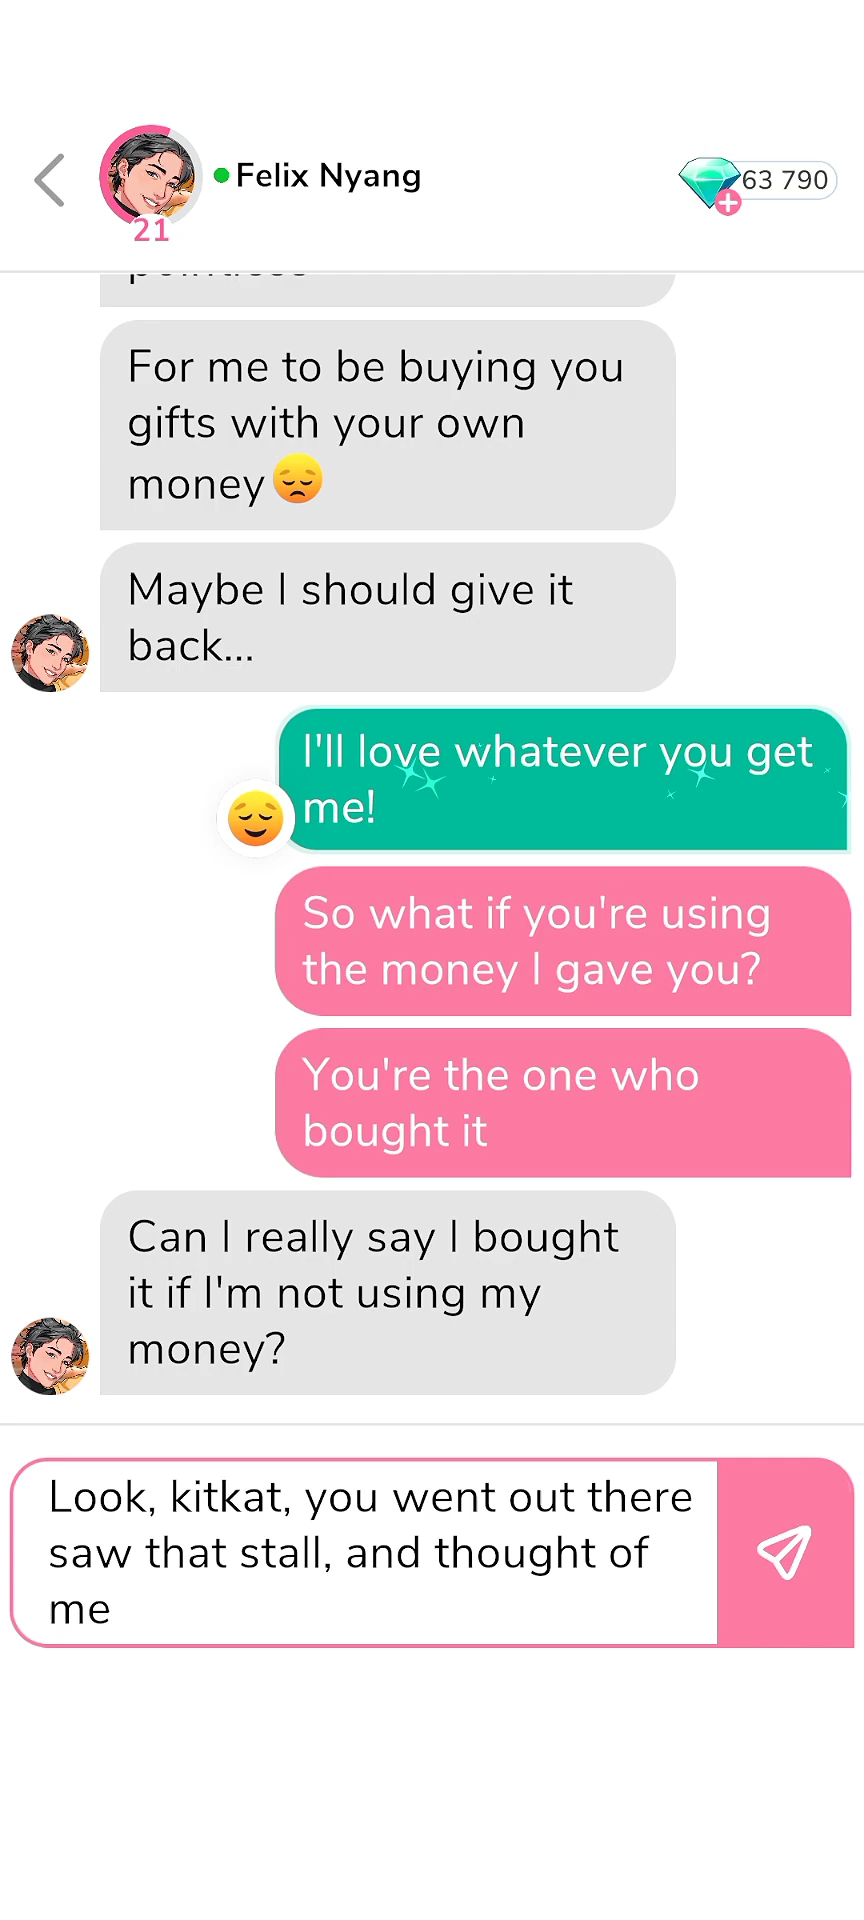 Felix Nyang
63 790
21
For me to be buying you
gifts with your own
money😞
Maybe I should give it
back...
I'll love whatever you get
me!
So what if you're using
the money I gave you?
You're the one who
bought it
Can I really say I bought
it if I'm not using my
money?
Look, kitkat, you went out there
saw that stall, and thought of
me